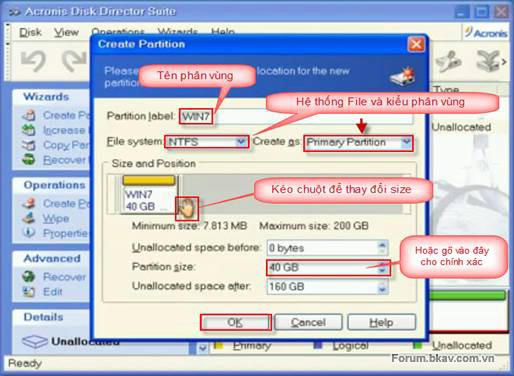 Acronis Disk Director Suite
Disk View Operations Wizards Help
Acronis
Wizards
Create Pa
Increase
Copy Par
Recover
Operations
Create Pa
Wipe
Properties
Advanced
Recover
Edit
Details
Unallocated
Ready
Create Partition
Please
location for the new
partition
Tên phân vùng
Partition label: WIN7
Hệ thống File và kiểu phân vùng
File system: NTFS Create as: Primary Partition
Size and Position
WIN7
40 GB ...
Kéo chuột để thay đổi size
Minimum size: 7.813 MB Maximum size: 200 GB
Unallocated space before: 0 bytes
Partition size: 40 GB
Hoặc gõ vào đây
cho chính xác
Unallocated space after: 160 GB
OK Cancel Help
Type
Unallocated
Primary Logical Unallocated
Forum.bkav.com.vn